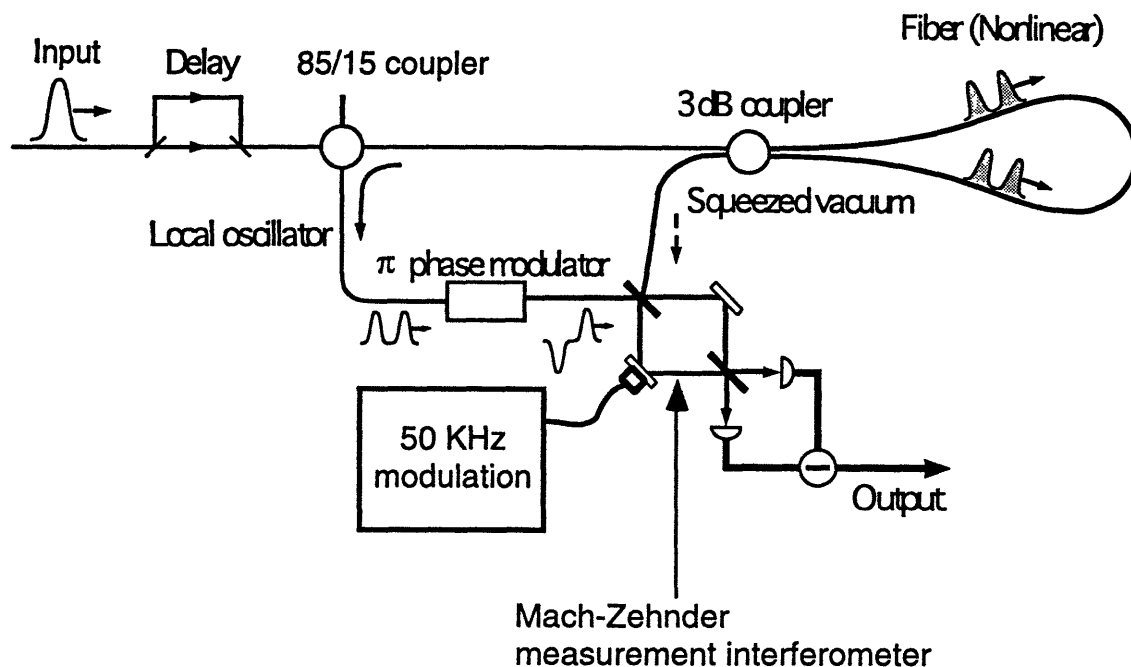 Fiber (Nonlinear)
Input
Delay
85/15 coupler
3 dB coupler
Squeezed vacuum
Local oscillator
π phase modulator
50 KHz
modulation
Output
Mach-Zehnder
measurement interferometer